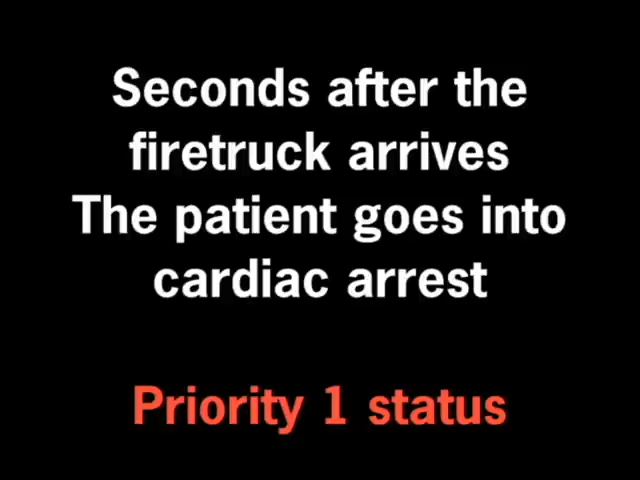 Seconds after the
firetruck arrives
The patient goes into
cardiac arrest
Priority 1 status